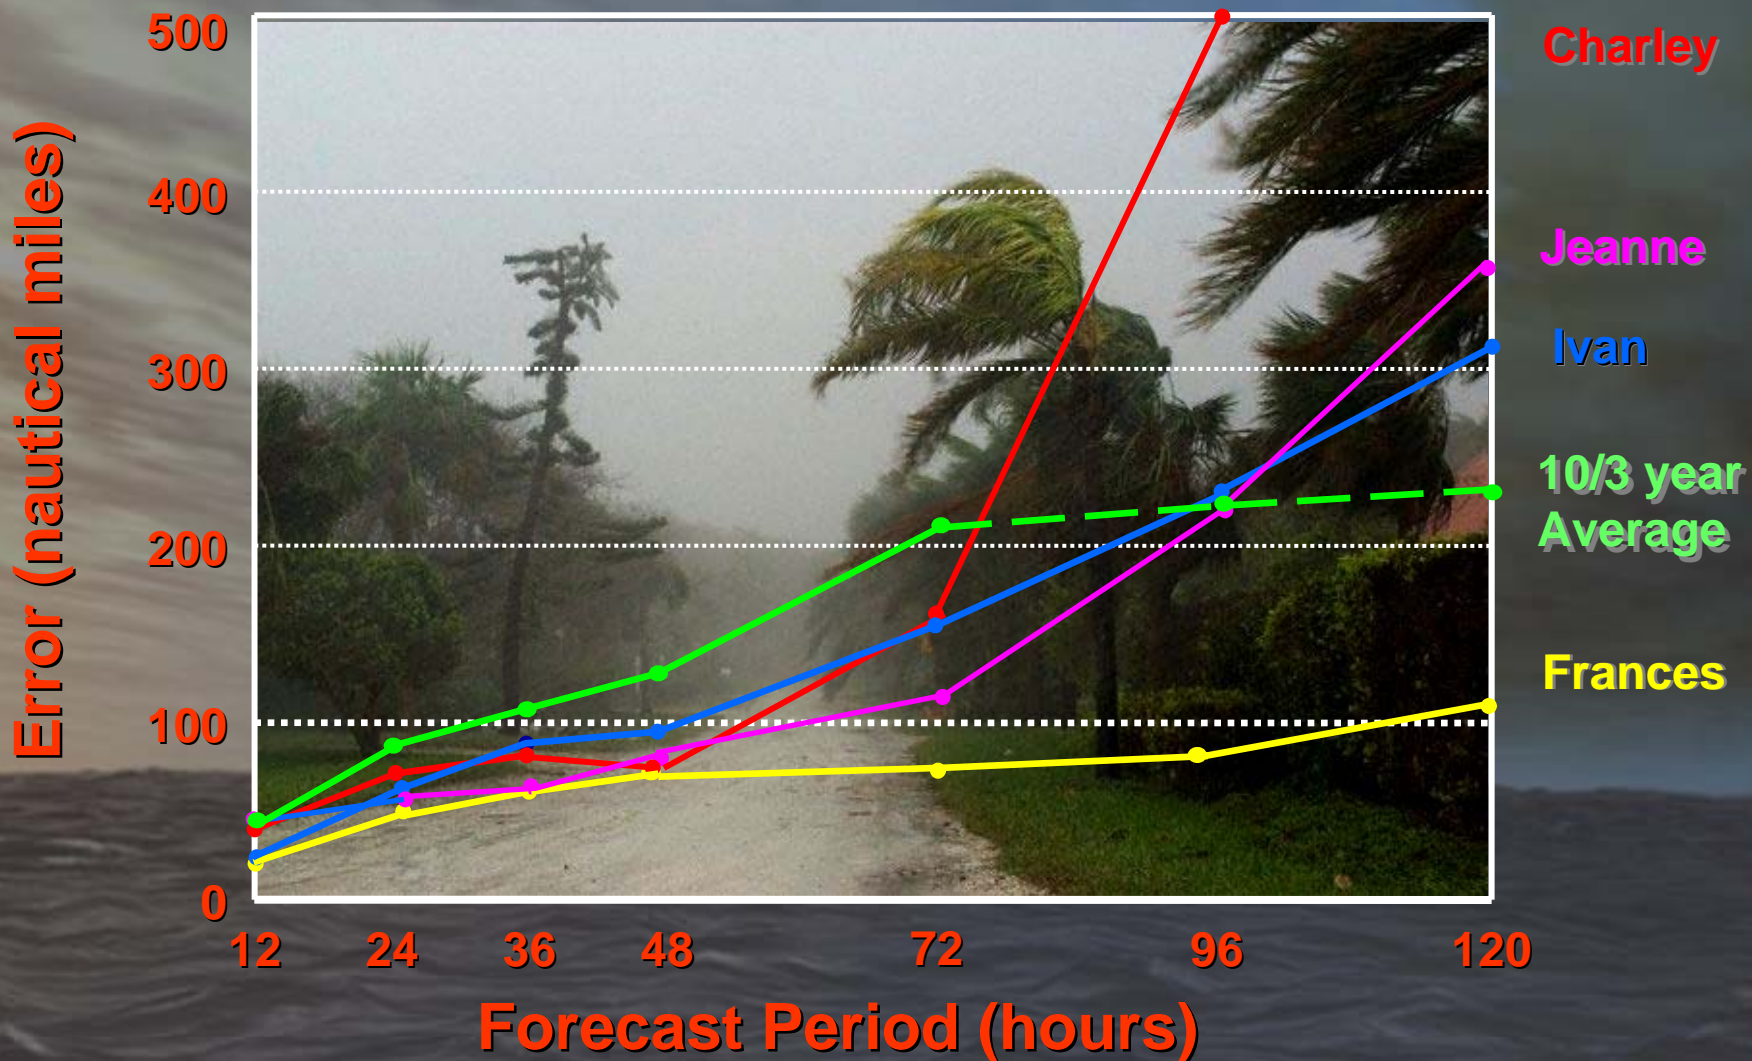 Error (nautical miles)
500
400
300
200
100
0
12 24 36 48 72 96 120
Forecast Period (hours)
Charley
Jeanne
Ivan
10/3 year
Average
Frances